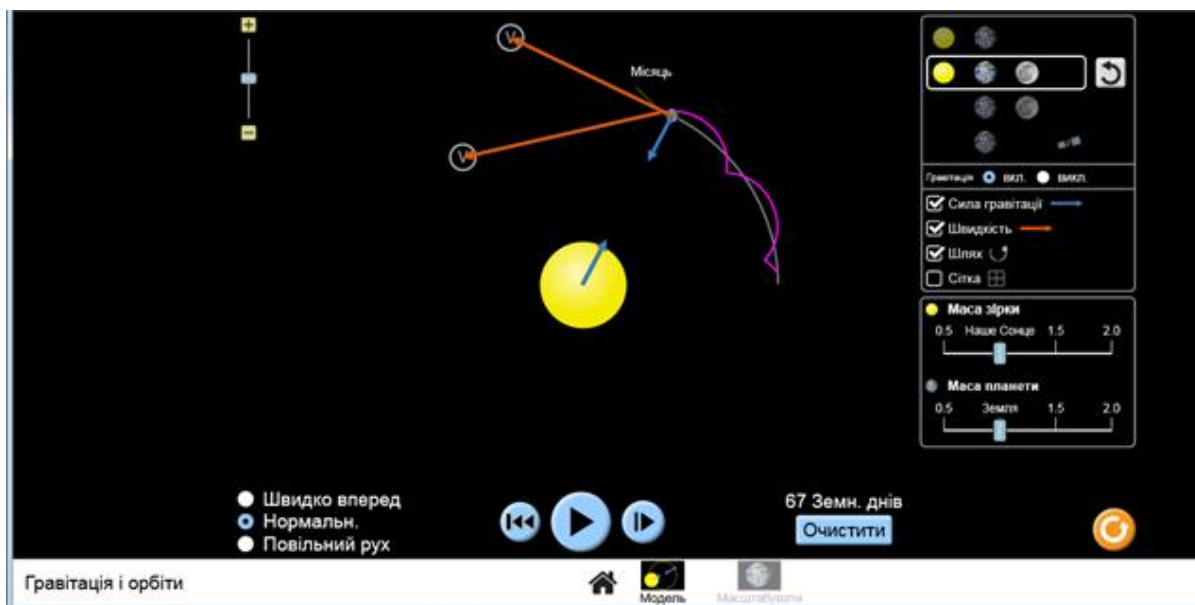 V
Місяць
V
Гравітація вкл. викл.
Сила гравітації
Швидкість
Шлях
Сітка
Маса зірки
0.5 Наше Сонце 1.5 2.0
Маса планети
0.5 Земля 1.5 2.0
Швидко вперед
Нормальн.
Повільний рух
67 Земн. днів
Очистити
Гравітація і орбіти
Модель
Масштабувати